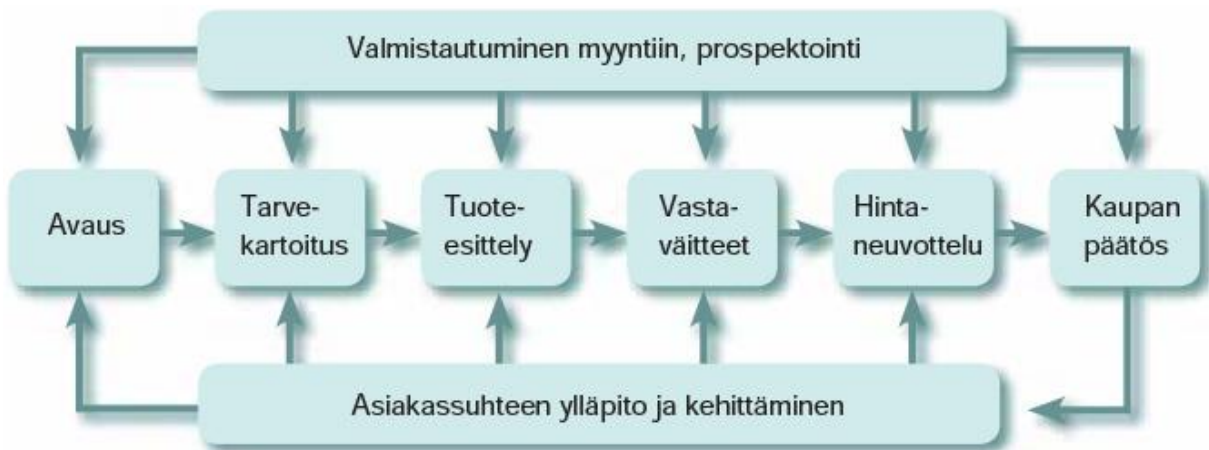 Valmistautuminen myyntiin, prospektointi
Avaus
Tarve-
kartoitus
Tuote-
esittely
Vasta-
väitteet
Hinta-
neuvottelu
Kaupan
päätös
Asiakassuhteen ylläpito ja kehittäminen